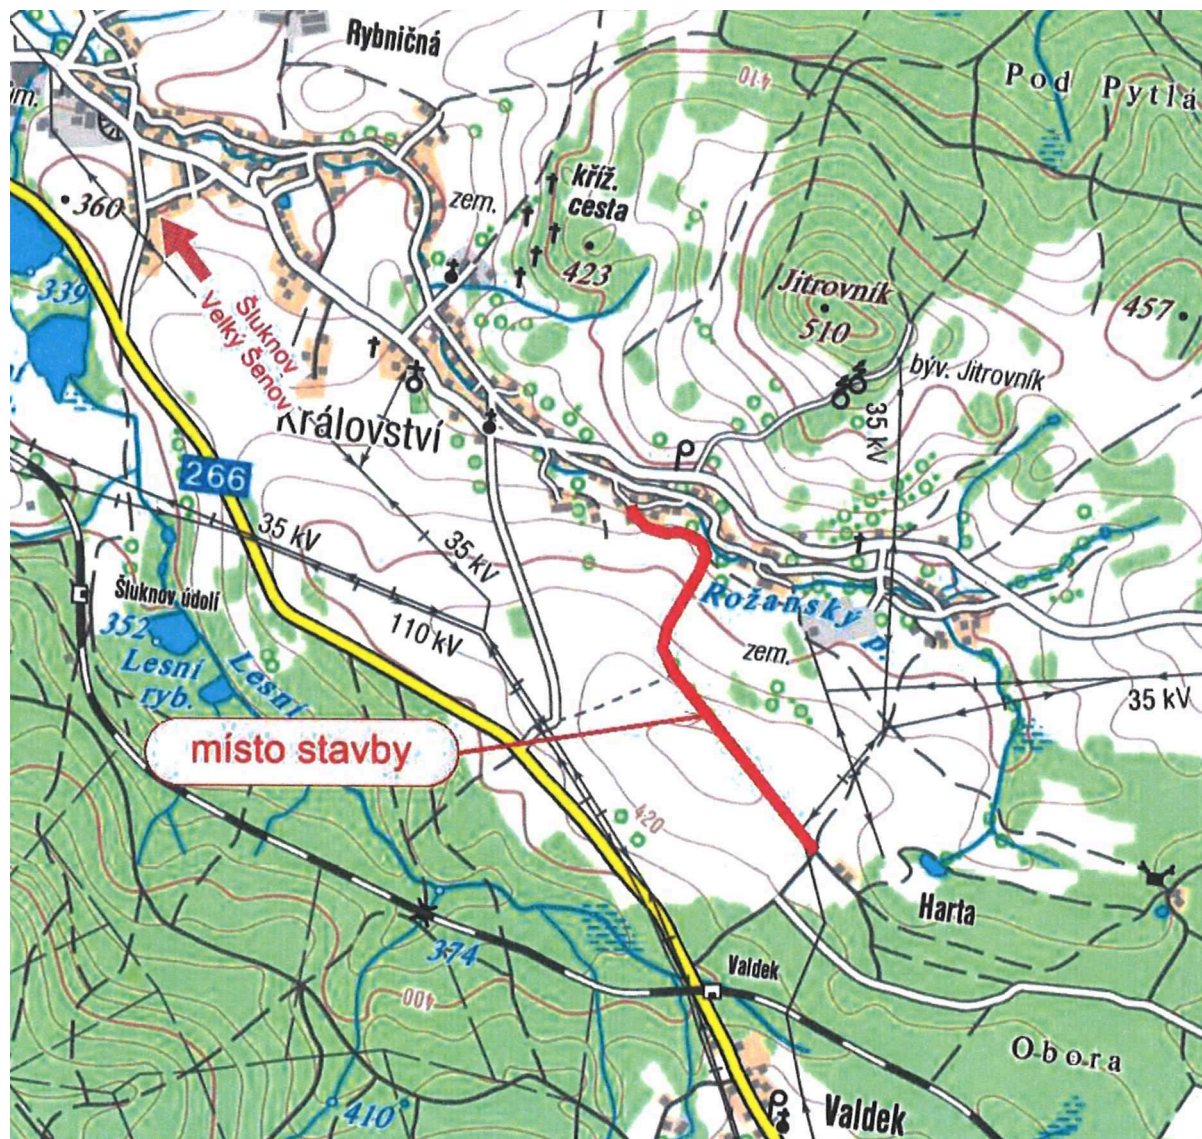 Rybničná
Pod Pytlá
410
em.
kříž.
cesta
zem.
360
423
Jitrovník
510
457
339
Šluknov
Velký Šenov
býv. Jitrovník
35 kV
Království
266
35 kV
35 kV
110 kV
Šluknov údolí
352
Lesní
ryb.
Lesní
Rožanský p.
zem.
35 kV
místo stavby
420
Harta
374
Valdek
400
Obora
410
Valdek